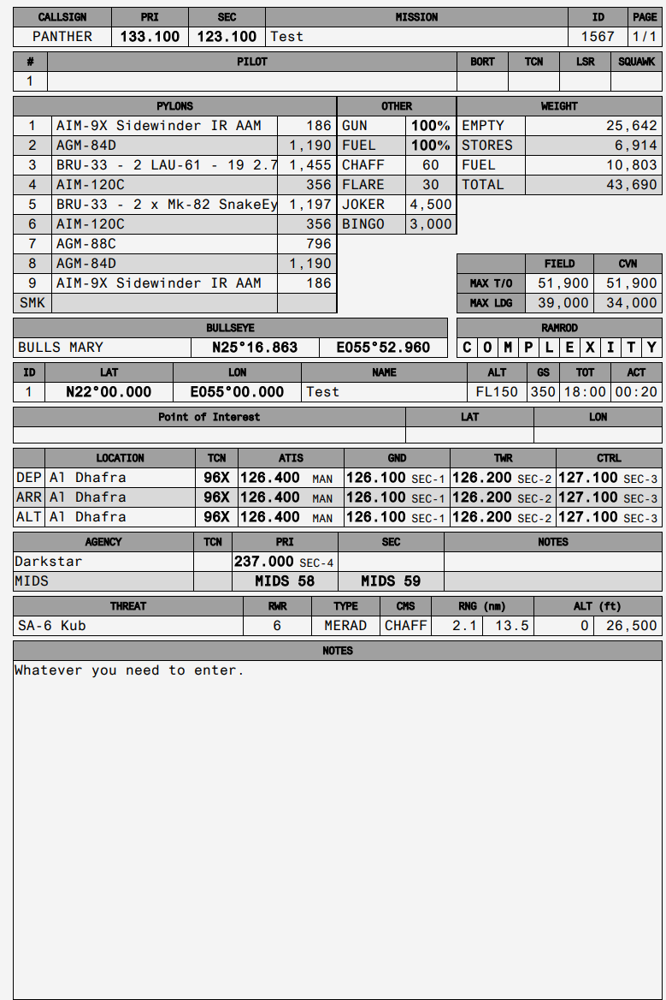 CALLSIGN PRI SEC MISSION ID PAGE
PANTHER 133.100 123.100 Test 1567 1/1
# PILOT BORT TCN LSR SQUAWK
1
PYLONS OTHER WEIGHT
1 AIM-9X Sidewinder IR AAM 186 GUN 100% EMPTY 25,642
2 AGM-84D 1,190 FUEL 100% STORES 6,914
3 BRU-33 - 2 LAU-61 - 19 2.7 1,455 CHAFF 60 FUEL 10,803
4 AIM-120C 356 FLARE 30 TOTAL 43,690
5 BRU-33 - 2 x Mk-82 SnakeEy 1,197 JOKER 4,500
6 AIM-120C 356 BINGO 3,000
7 AGM-88C 796
8 AGM-84D 1,190 FIELD CVN
9 AIM-9X Sidewinder IR AAM 186 MAX T/O 51,900 51,900
SMK MAX LDG 39,000 34,000
BULLSEYE RAMROD
BULLS MARY N25°16.863 E055°52.960 C O M P L E X I T Y
ID LAT LON NAME ALT GS TOT ACT
1 N22°00.000 E055°00.000 Test FL150 350 18:00 00:20
Point of Interest LAT LON
LOCATION TCN ATIS GND TWR CTRL
DEP Al Dhafra 96X 126.400 MAN 126.100 SEC-1 126.200 SEC-2 127.100 SEC-3
ARR Al Dhafra 96X 126.400 MAN 126.100 SEC-1 126.200 SEC-2 127.100 SEC-3
ALT Al Dhafra 96X 126.400 MAN 126.100 SEC-1 126.200 SEC-2 127.100 SEC-3
AGENCY TCN PRI SEC NOTES
Darkstar 237.000 SEC-4
MIDS MIDS 58 MIDS 59
THREAT RWR TYPE CMS RNG (nm) ALT (ft)
SA-6 Kub 6 MERAD CHAFF 2.1 13.5 0 26,500
NOTES
Whatever you need to enter.